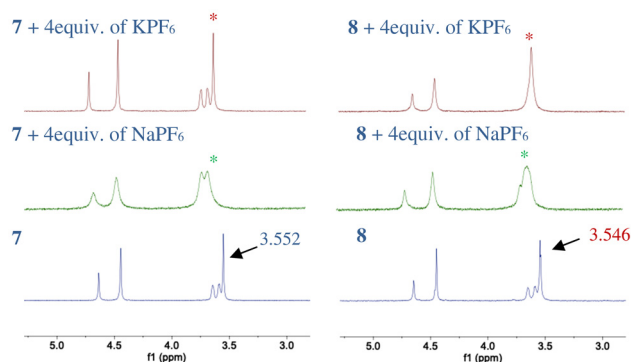 7 + 4equiv. of KPF₆
*
8 + 4equiv. of KPF₆
*
7 + 4equiv. of NaPF₆
*
8 + 4equiv. of NaPF₆
*
7
3.552
8
3.546
5.0 4.5 4.0 3.5 3.0
f1 (ppm)
5.0 4.5 4.0 3.5 3.0
f1 (ppm)